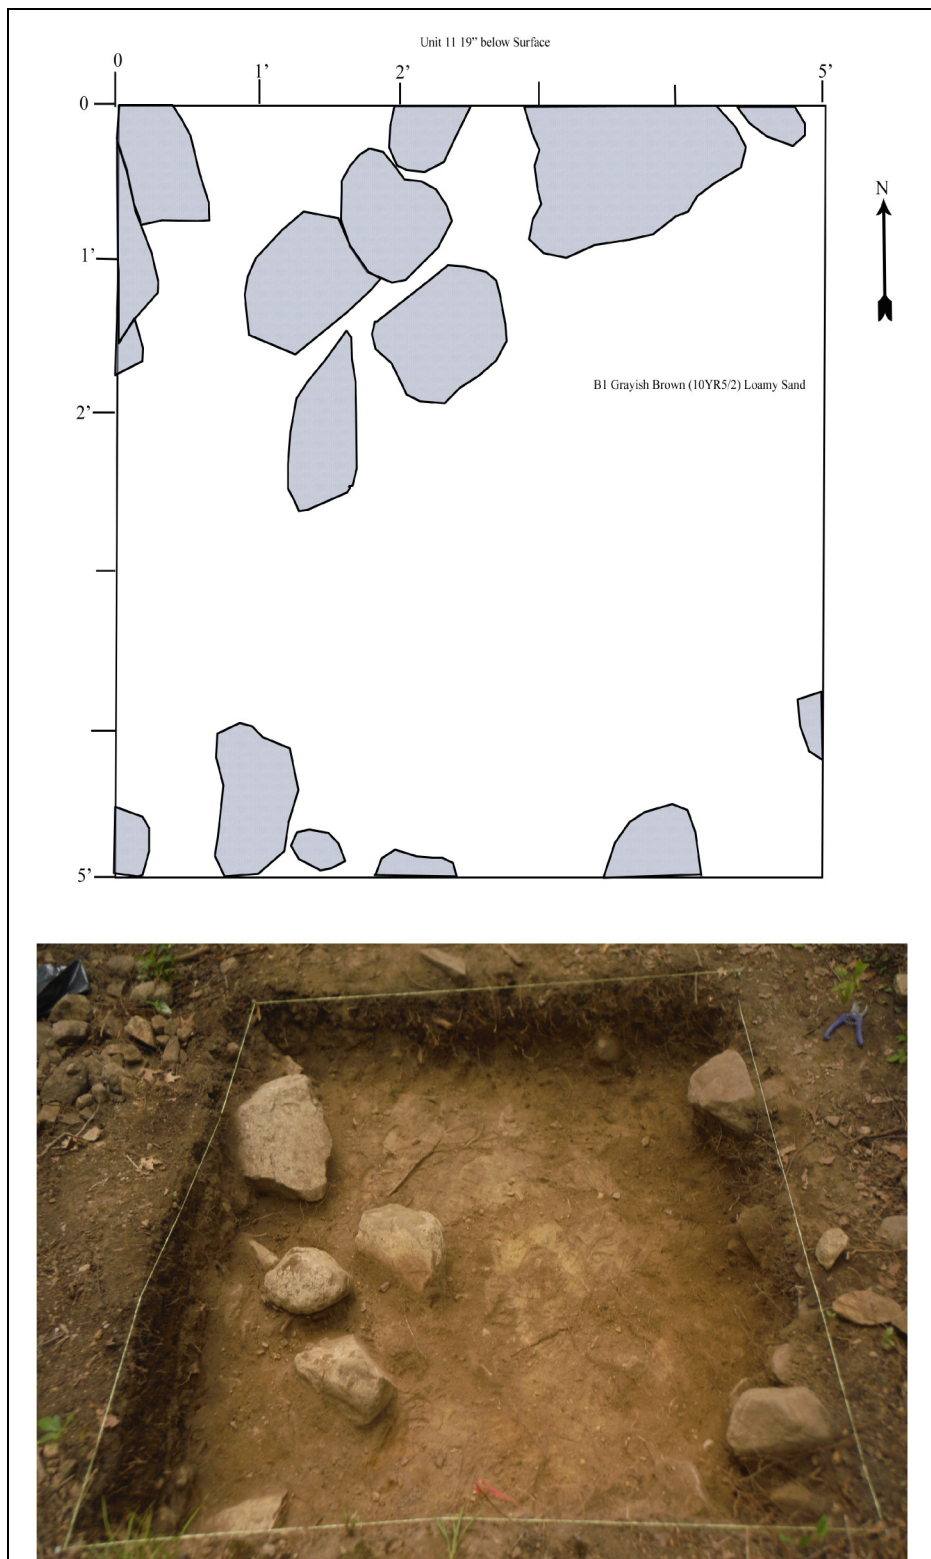 Unit 11 19” below Surface
0
1’
2’
5’
0
1’
N
B1 Grayish Brown (10YR5/2) Loamy Sand
2’
5’